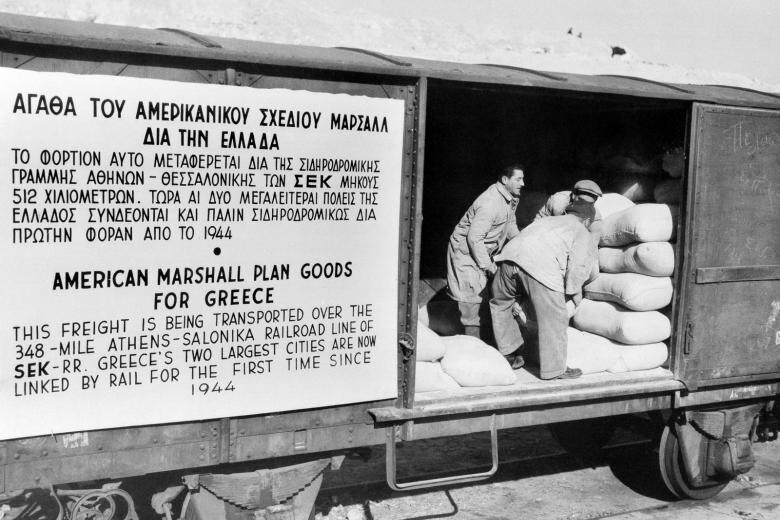 ΑΓΑΘΑ ΤΟΥ ΑΜΕΡΙΚΑΝΙΚΟΥ ΣΧΕΔΙΟΥ ΜΑΡΣΑΛΛ
ΔΙΑ ΤΗΝ ΕΛΛΑΔΑ
ΤΟ ΦΟΡΤΙΟΝ ΑΥΤΟ ΜΕΤΑΦΕΡΕΤΑΙ ΔΙΑ ΤΗΣ ΣΙΔΗΡΟΔΡΟΜΙΚΗΣ
ΓΡΑΜΜΗΣ ΑΘΗΝΩΝ - ΘΕΣΣΑΛΟΝΙΚΗΣ ΤΩΝ ΣΕΚ ΜΗΚΟΥΣ
512 ΧΙΛΙΟΜΕΤΡΩΝ. ΤΩΡΑ ΑΙ ΔΥΟ ΜΕΓΑΛΕΙΤΕΡΑΙ ΠΟΛΕΙΣ ΤΗΣ
ΕΛΛΑΔΟΣ ΣΥΝΔΕΟΝΤΑΙ ΚΑΙ ΠΑΛΙΝ ΣΙΔΗΡΟΔΡΟΜΙΚΩΣ ΔΙΑ
ΠΡΩΤΗΝ ΦΟΡΑΝ ΑΠΟ ΤΟ 1944
•
AMERICAN MARSHALL PLAN GOODS
FOR GREECE
THIS FREIGHT IS BEING TRANSPORTED OVER THE
348-MILE ATHENS-SALONIKA RAILROAD LINE OF
SEK-RR. GREECE'S TWO LARGEST CITIES ARE NOW
LINKED BY RAIL FOR THE FIRST TIME SINCE
1944